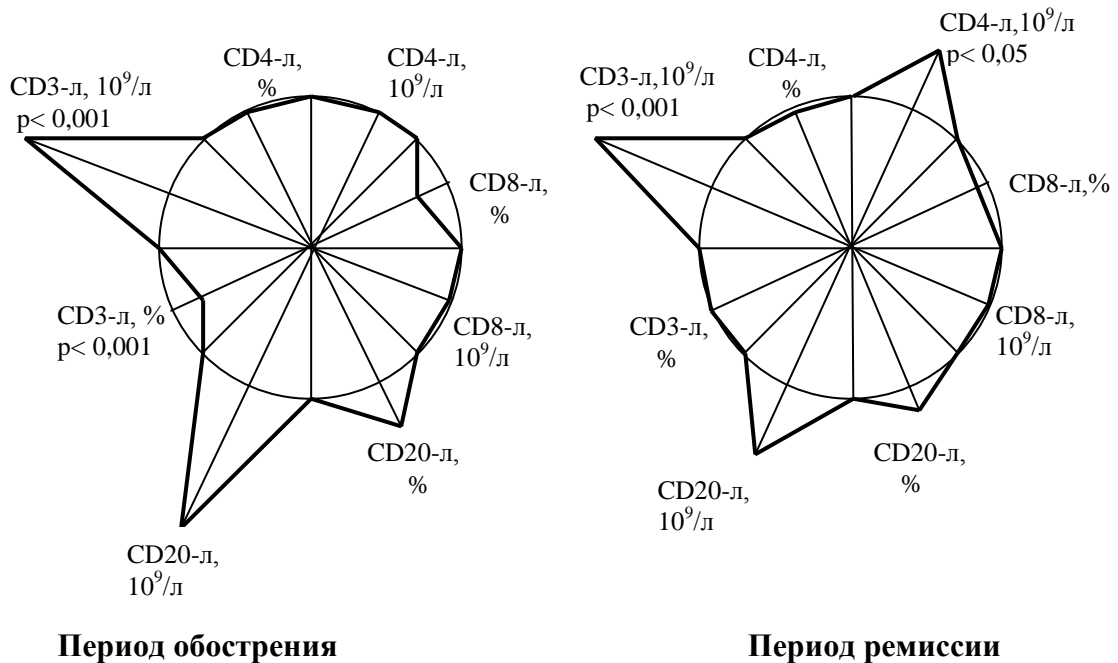 CD3-л, 10⁹/л
p< 0,001
CD4-л,
%
CD4-л,
10⁹/л
CD8-л,
%
CD3-л, %
p< 0,001
CD8-л,
10⁹/л
CD20-л,
%
CD20-л,
10⁹/л
Период обострения
CD3-л,10⁹/л
p< 0,001
CD4-л,
%
CD4-л,10⁹/л
p< 0,05
CD8-л,%
CD3-л,
%
CD8-л,
10⁹/л
CD20-л,
%
CD20-л,
10⁹/л
Период ремиссии